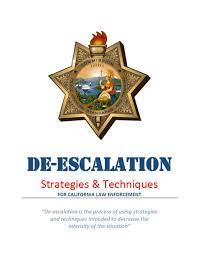 DE-ESCALATION
Strategies & Techniques
FOR CALIFORNIA LAW ENFORCEMENT
"De-escalation is the process of using strategies
and techniques intended to decrease the
intensity of the situation"